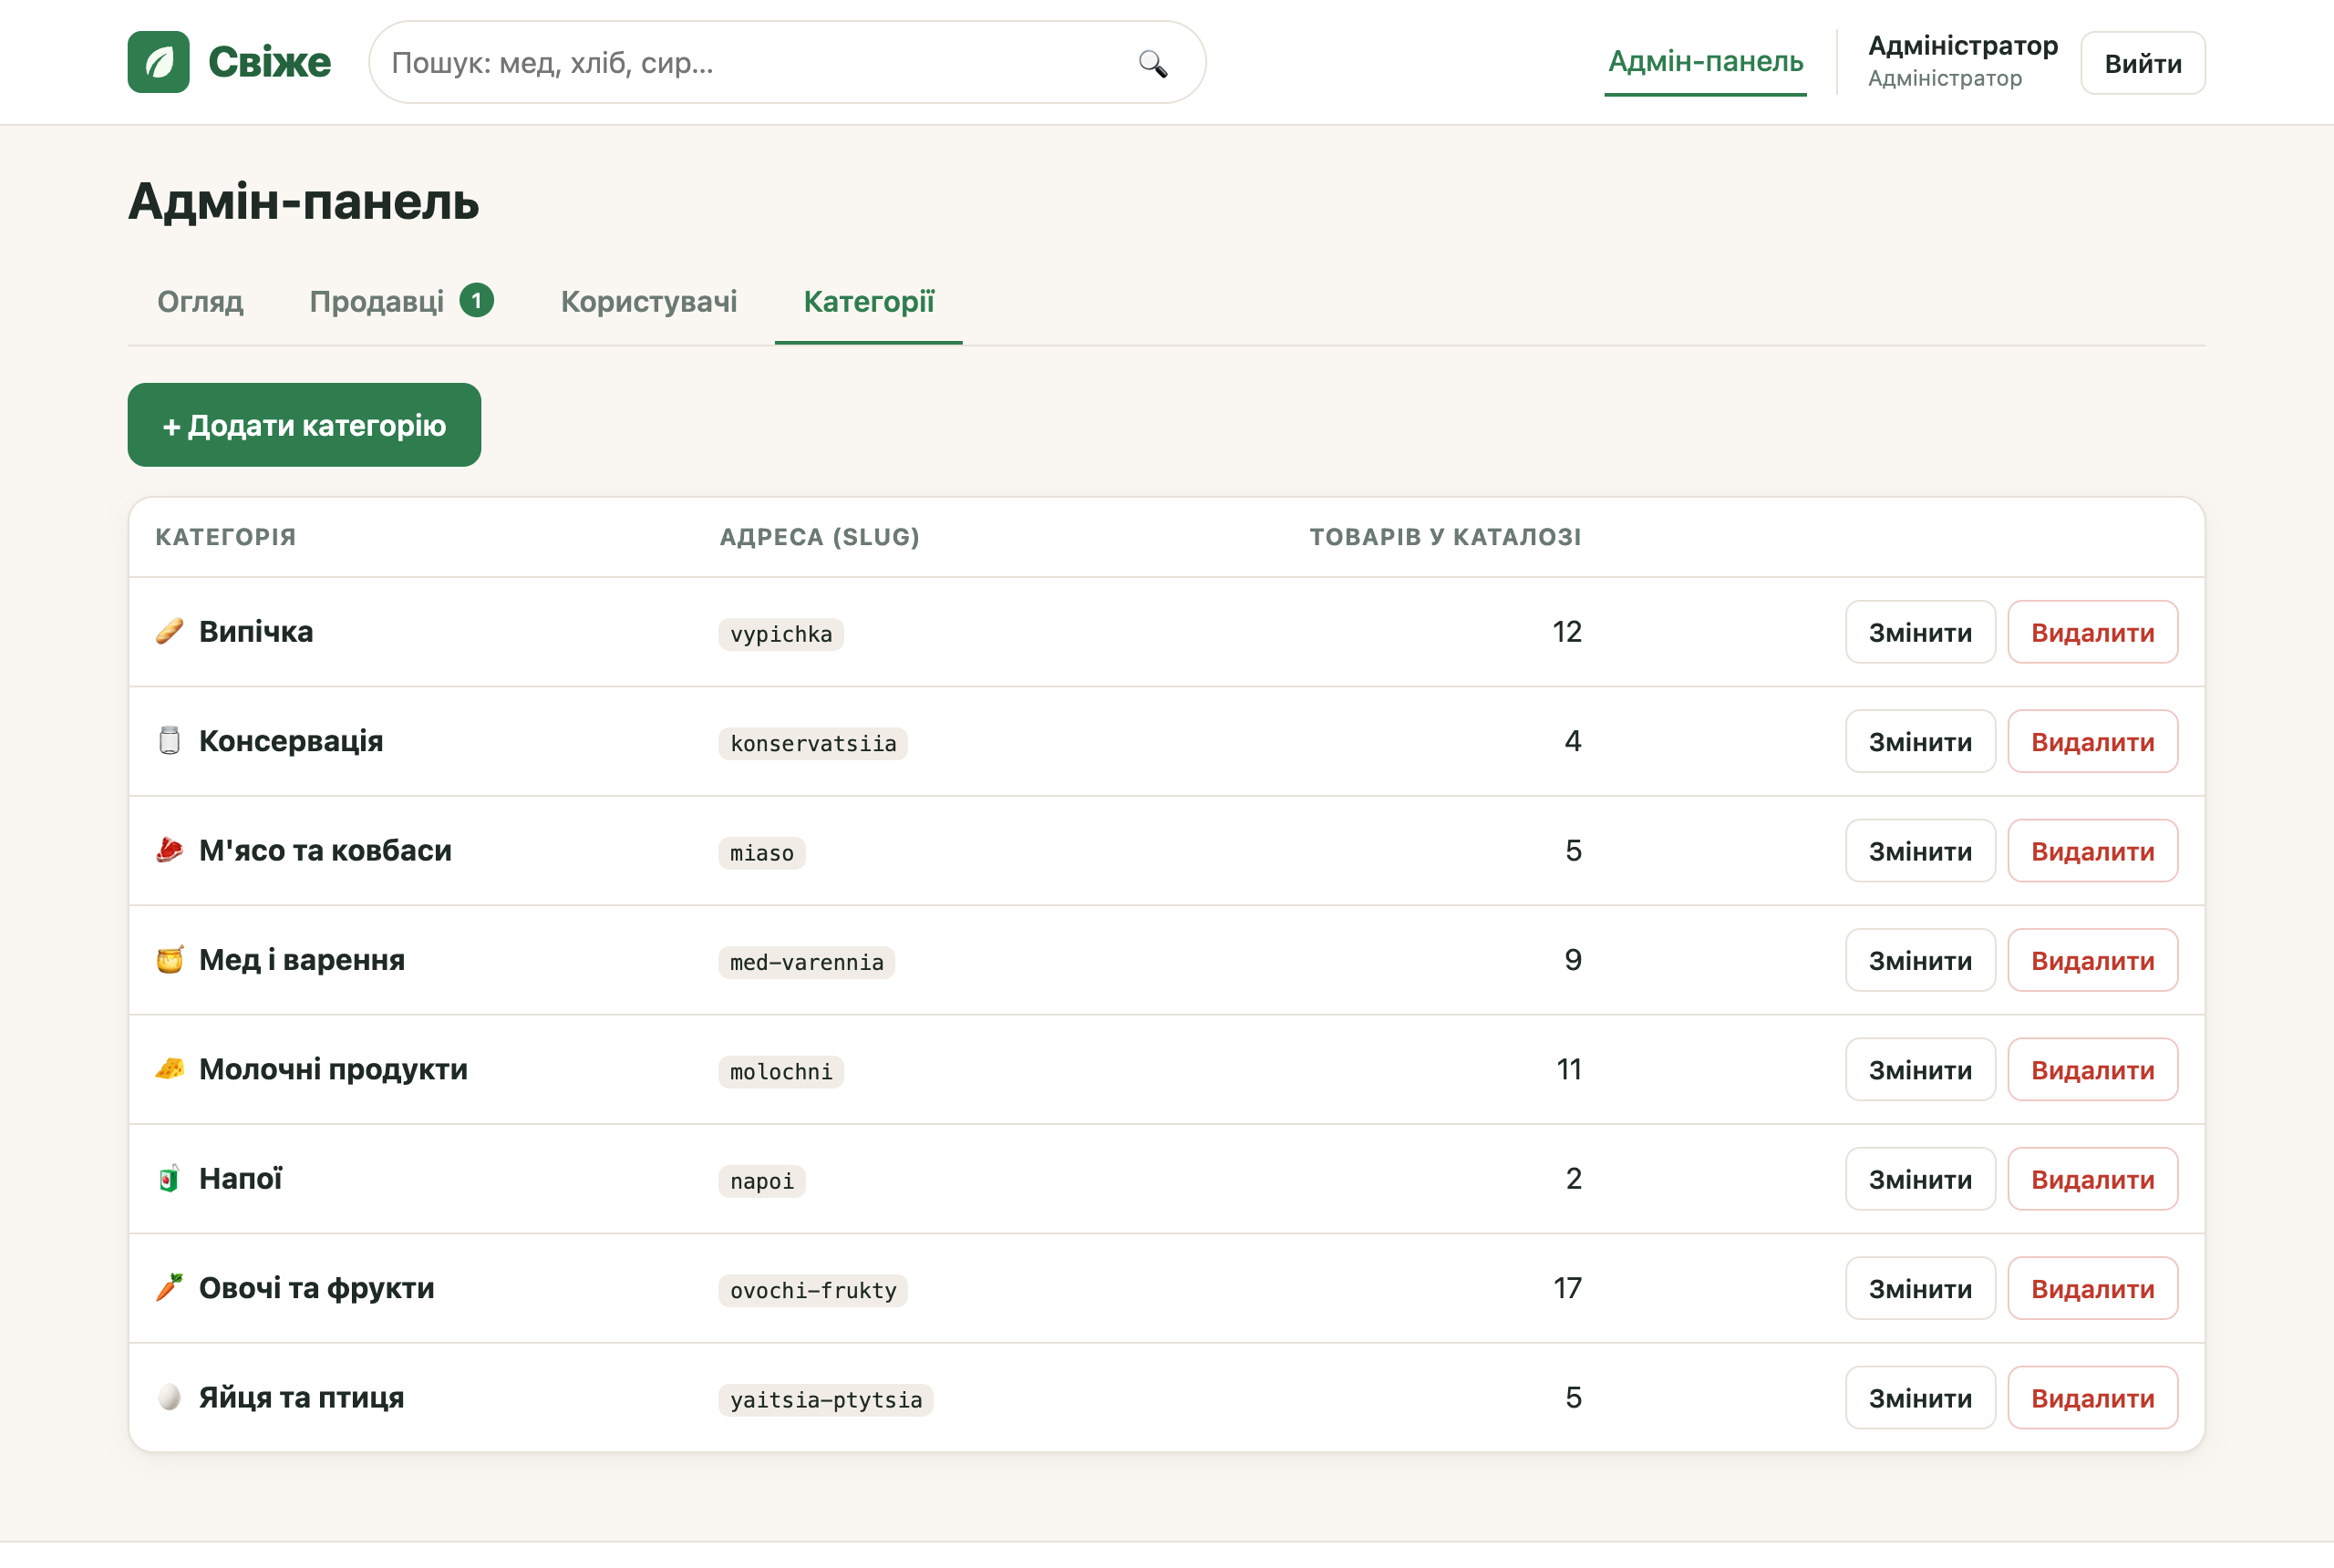 Свіже
Пошук: мед, хліб, сир...
Адмін-панель
Адміністратор
Адміністратор
Вийти
Адмін-панель
Огляд Продавці 1 Користувачі Категорії
+ Додати категорію
КАТЕГОРІЯ АДРЕСА (SLUG) ТОВАРІВ У КАТАЛОЗІ
Випічка vypichka 12 Змінити Видалити
Консервація konservatsiia 4 Змінити Видалити
М'ясо та ковбаси miaso 5 Змінити Видалити
Мед і варення med-varennia 9 Змінити Видалити
Молочні продукти molochni 11 Змінити Видалити
Напої napoi 2 Змінити Видалити
Овочі та фрукти ovochi-frukty 17 Змінити Видалити
Яйця та птиця yaitsia-ptytsia 5 Змінити Видалити